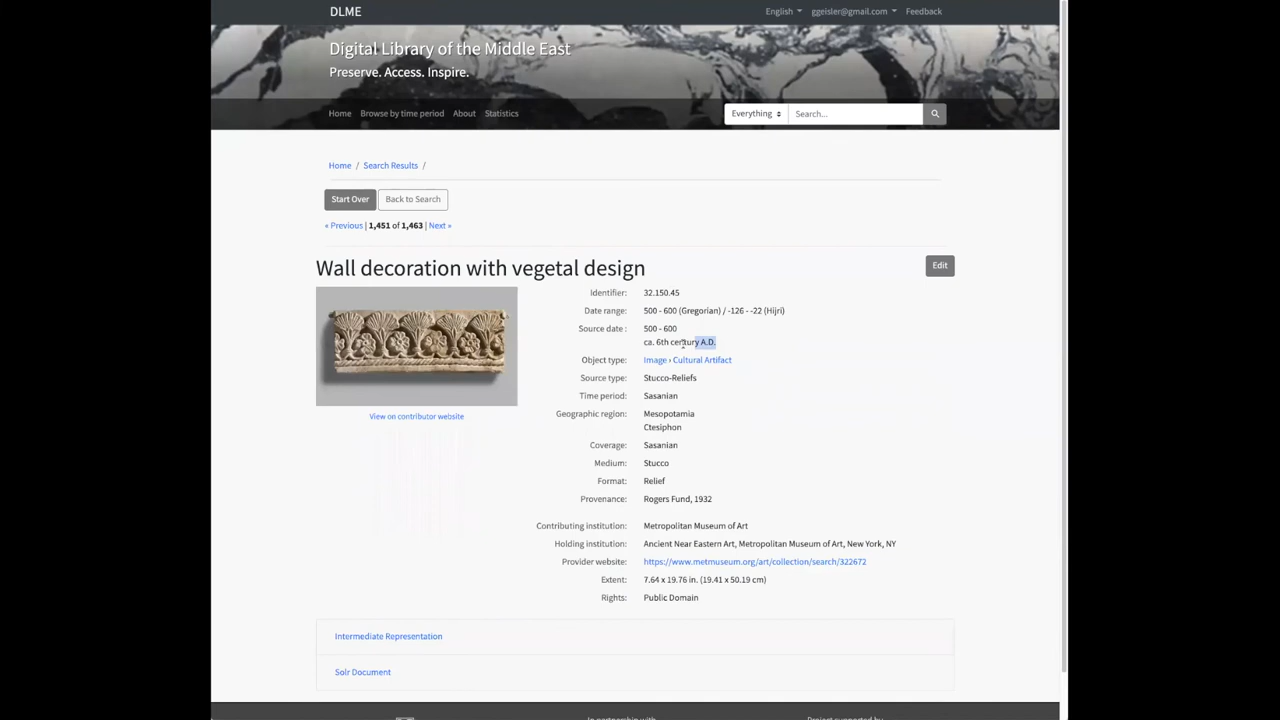 DLME
English
ggeisler@gmail.com
Feedback
Digital Library of the Middle East
Preserve. Access. Inspire.
Home Browse by time period About Statistics
Everything Search...
Home / Search Results /
Start Over Back to Search
« Previous | 1,451 of 1,463 | Next »
Wall decoration with vegetal design
Edit
View on contributor website
Identifier: 32.150.45
Date range: 500 - 600 (Gregorian) / -126 - -22 (Hijri)
Source date : 500 - 600
ca. 6th century A.D.
Object type: Image › Cultural Artifact
Source type: Stucco-Reliefs
Time period: Sasanian
Geographic region: Mesopotamia
Ctesiphon
Coverage: Sasanian
Medium: Stucco
Format: Relief
Provenance: Rogers Fund, 1932
Contributing institution: Metropolitan Museum of Art
Holding institution: Ancient Near Eastern Art, Metropolitan Museum of Art, New York, NY
Provider website: https://www.metmuseum.org/art/collection/search/322672
Extent: 7.64 x 19.76 in. (19.41 x 50.19 cm)
Rights: Public Domain
Intermediate Representation
Solr Document
In partnership with
Project supported by